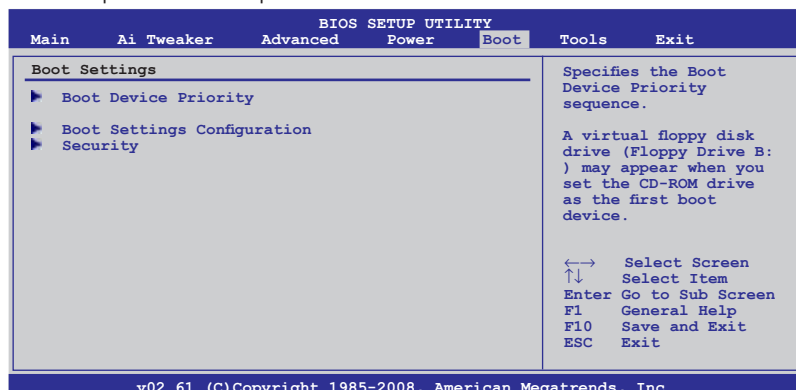 BIOS SETUP UTILITY
Main Ai Tweaker Advanced Power Boot Tools Exit
Boot Settings
Boot Device Priority
Boot Settings Configuration
Security
Specifies the Boot
Device Priority
sequence.
A virtual floppy disk
drive (Floppy Drive B:
) may appear when you
set the CD-ROM drive
as the first boot
device.
←→ Select Screen
↑↓ Select Item
Enter Go to Sub Screen
F1 General Help
F10 Save and Exit
ESC Exit
v02.61 (C)Copyright 1985-2008, American Megatrends, Inc.